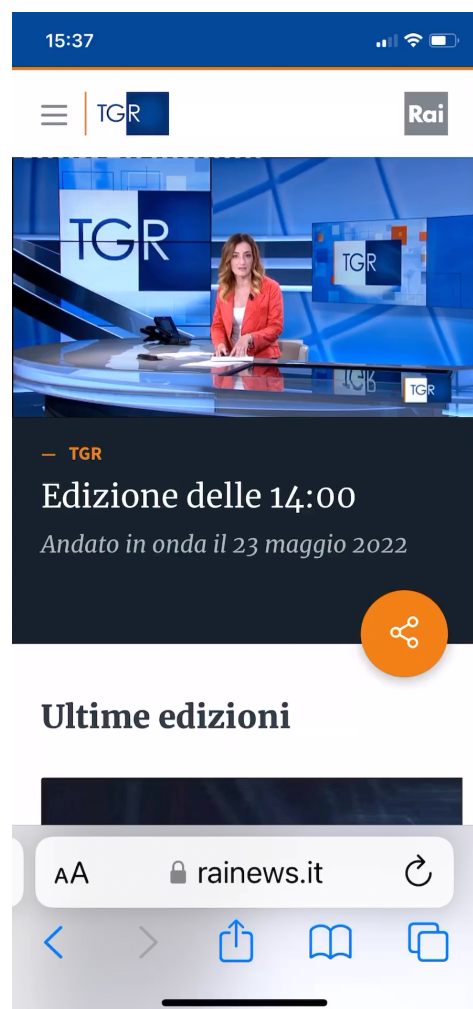 15:37
TGR
Rai
TGR
TGR
TGR
— TGR
Edizione delle 14:00
Andato in onda il 23 maggio 2022
Ultime edizioni
AA
rainews.it